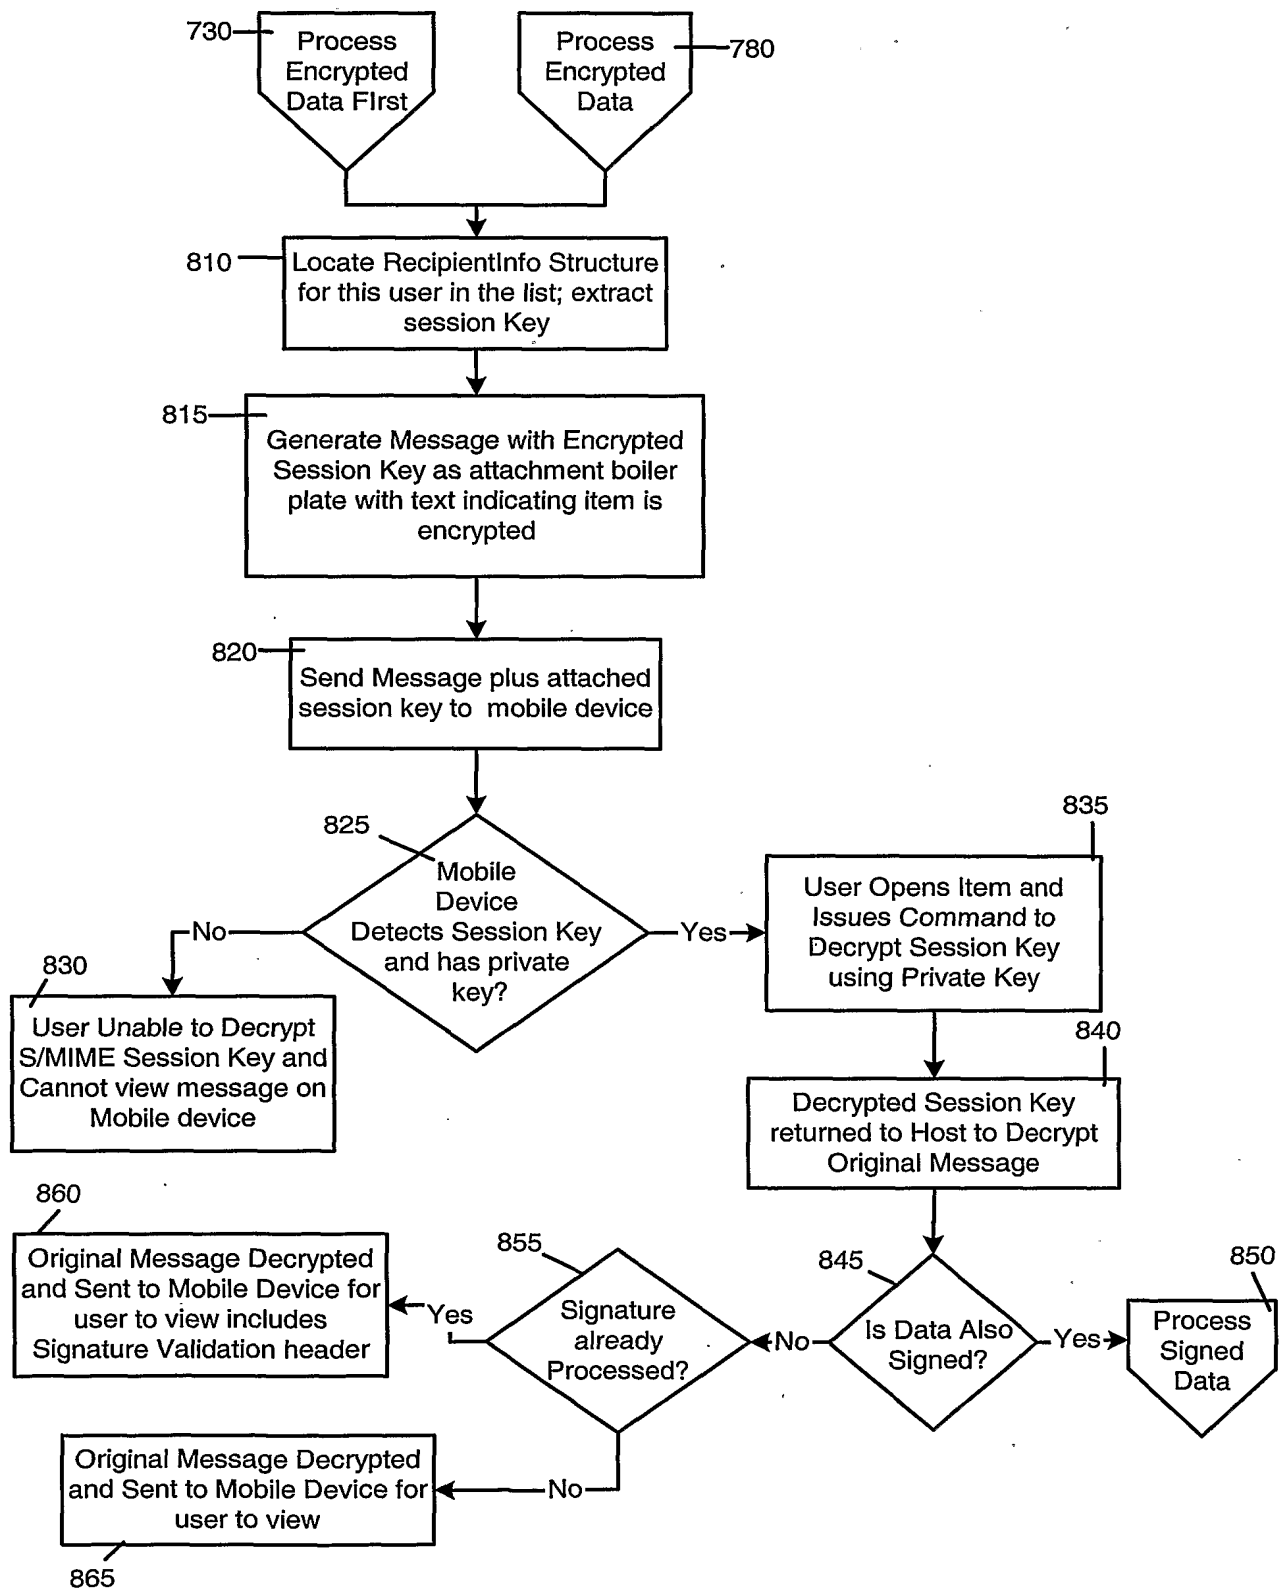 730
Process
Encrypted
Data FIrst
Process
Encrypted
Data
780
810
Locate RecipientInfo Structure
for this user in the list; extract
session Key
815
Generate Message with Encrypted
Session Key as attachment boiler
plate with text indicating item is
encrypted
820
Send Message plus attached
session key to mobile device
825
Mobile
Device
Detects Session Key
and has private
key?
No
Yes
835
User Opens Item and
Issues Command to
Decrypt Session Key
using Private Key
830
User Unable to Decrypt
S/MIME Session Key and
Cannot view message on
Mobile device
840
Decrypted Session Key
returned to Host to Decrypt
Original Message
845
Is Data Also
Signed?
Yes
850
Process
Signed
Data
No
855
Signature
already
Processed?
Yes
860
Original Message Decrypted
and Sent to Mobile Device for
user to view includes
Signature Validation header
No
Original Message Decrypted
and Sent to Mobile Device for
user to view
865